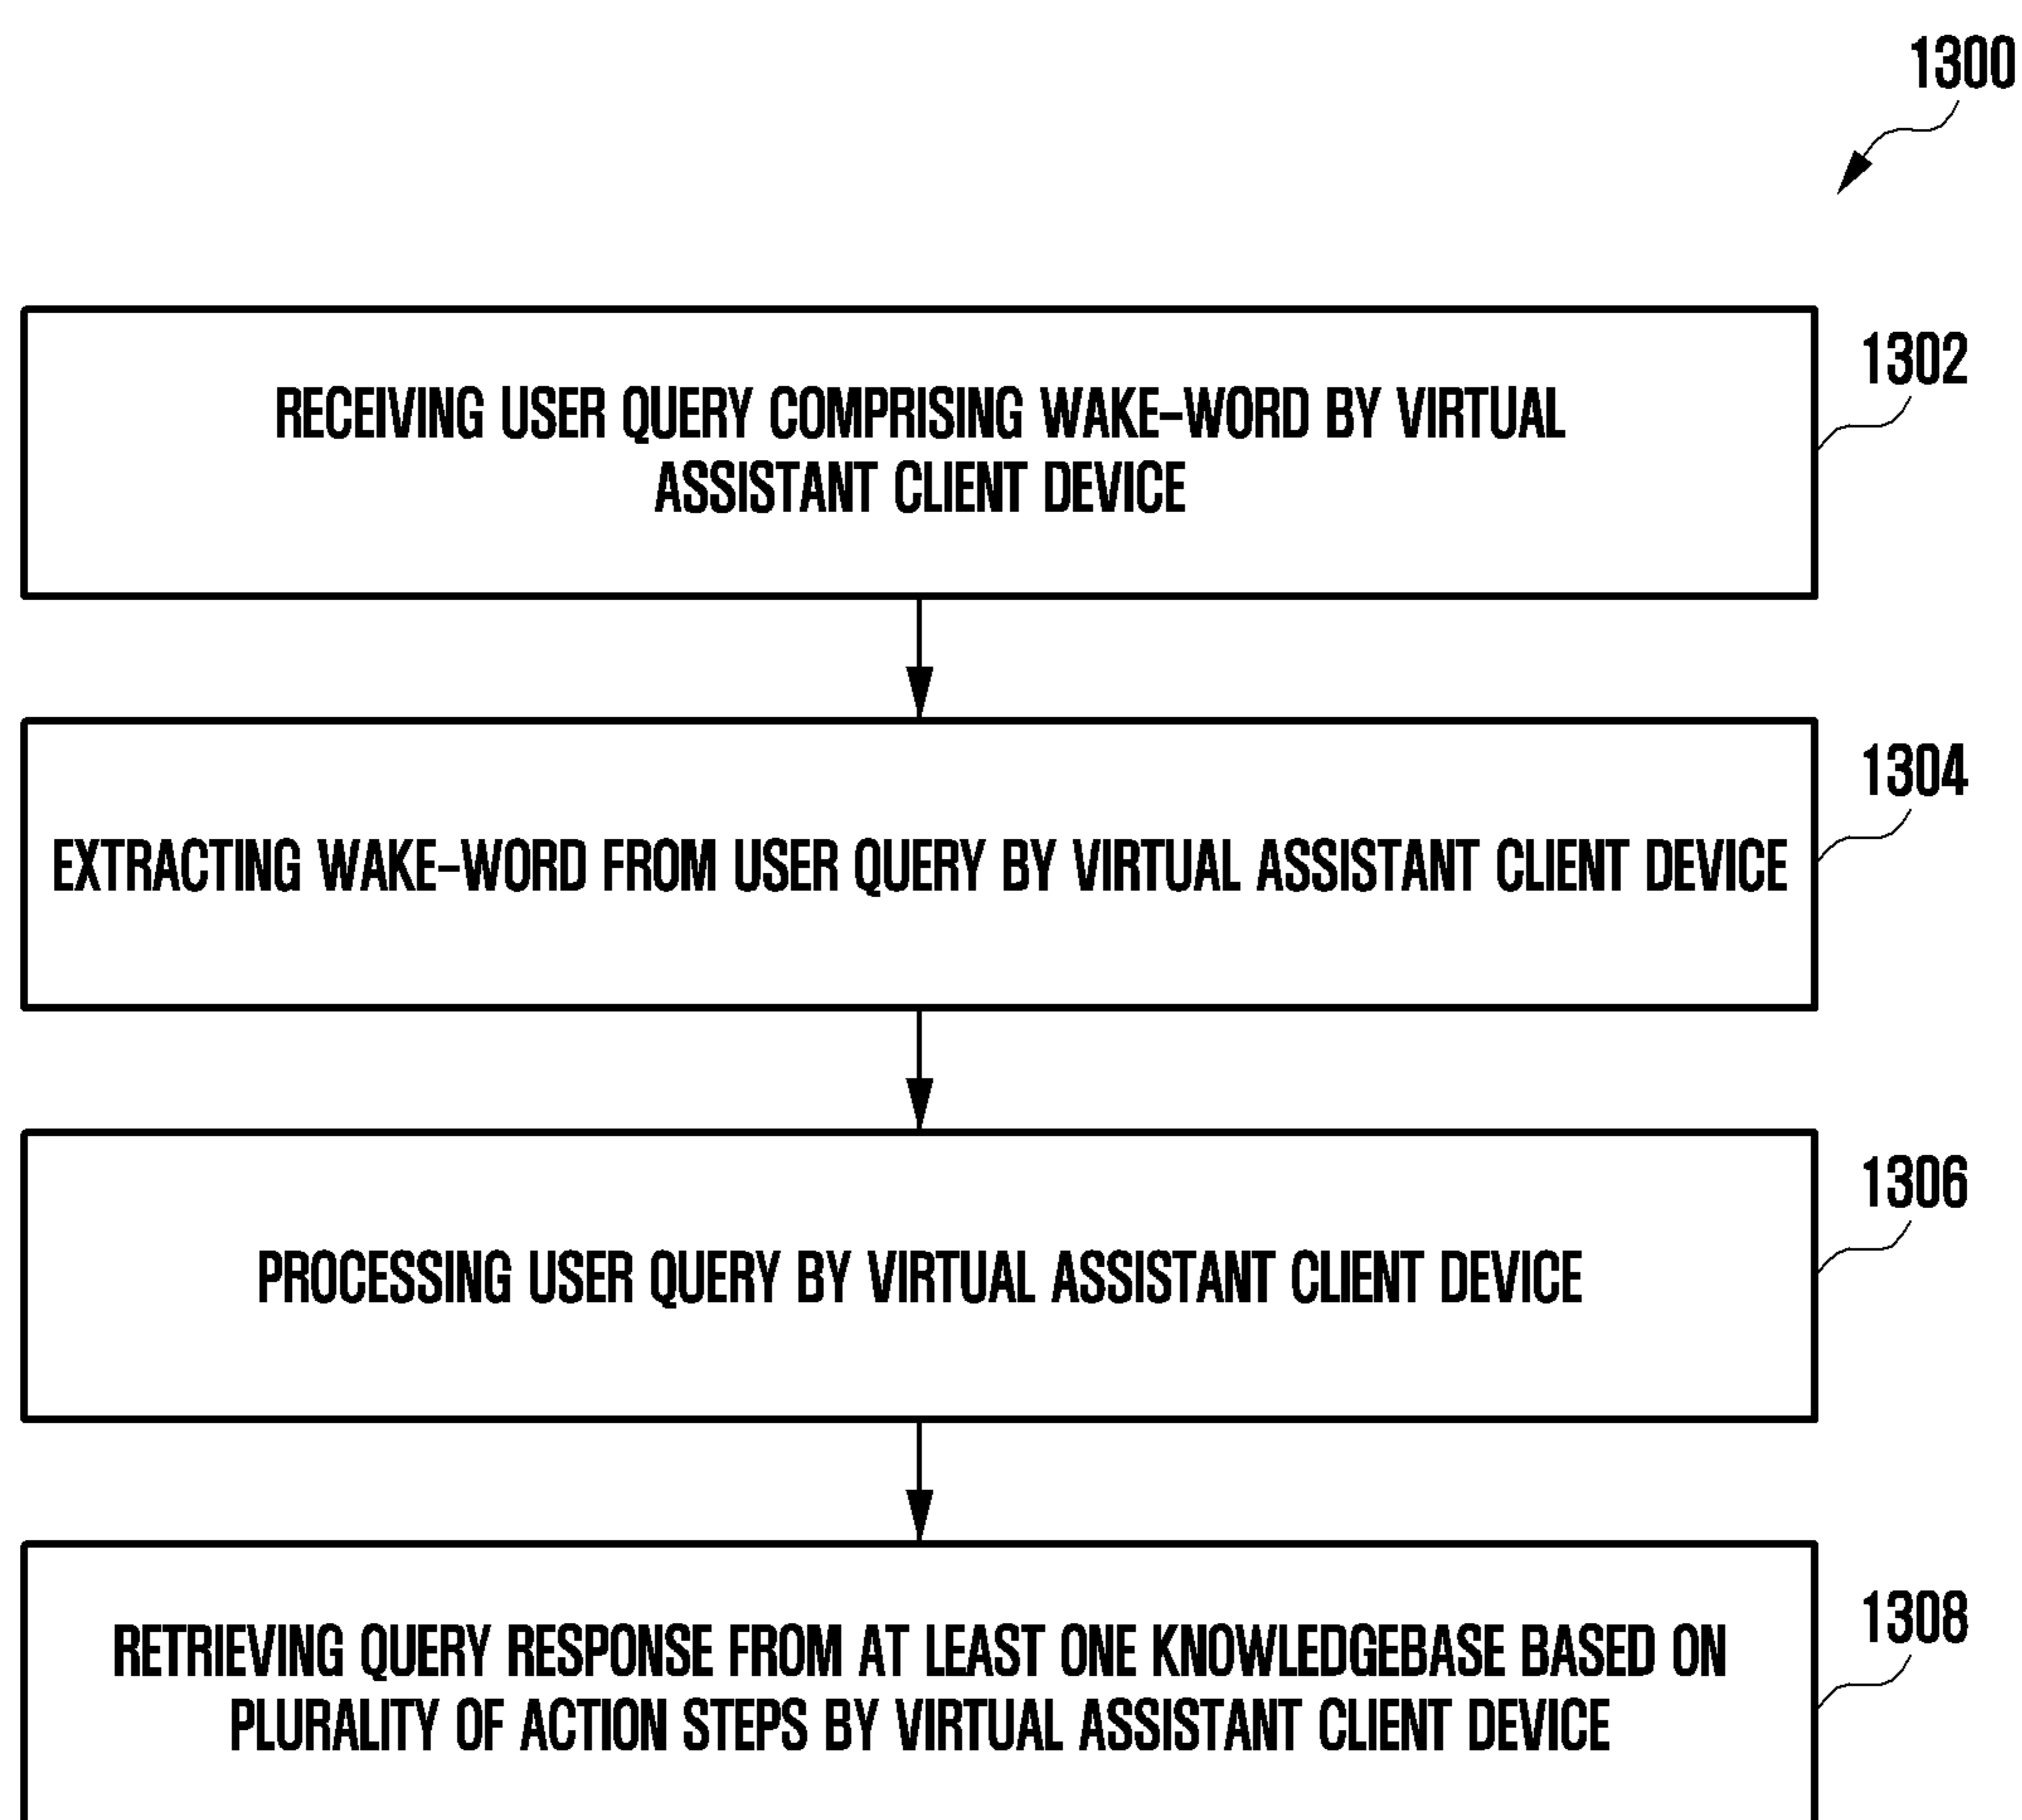 1300
1302
RECEIVING USER QUERY COMPRISING WAKE-WORD BY VIRTUAL
ASSISTANT CLIENT DEVICE
1304
EXTRACTING WAKE-WORD FROM USER QUERY BY VIRTUAL ASSISTANT CLIENT DEVICE
1306
PROCESSING USER QUERY BY VIRTUAL ASSISTANT CLIENT DEVICE
1308
RETRIEVING QUERY RESPONSE FROM AT LEAST ONE KNOWLEDGEBASE BASED ON
PLURALITY OF ACTION STEPS BY VIRTUAL ASSISTANT CLIENT DEVICE